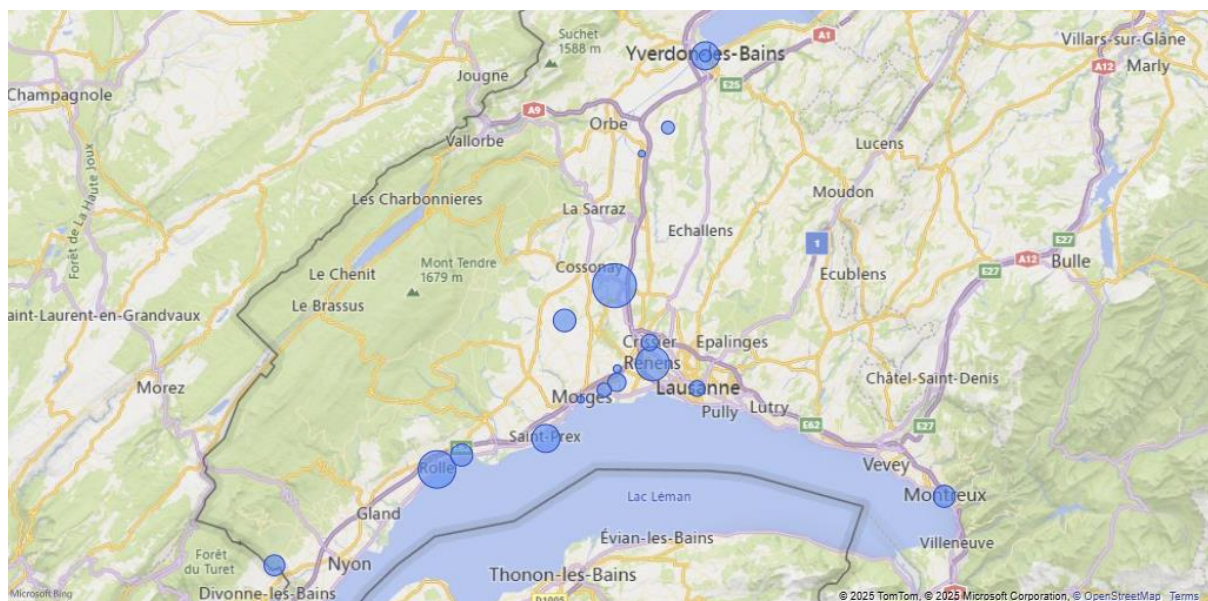 Suchet
1588 m
Yverdon-les-Bains
A1
Villars-sur-Glâne
A12
Marly
Jougne
E25
Champagnole
A9
Orbe
Vallorbe
Lucens
Forêt de La Haute Joux
Les Charbonnieres
Moudon
La Sarraz
Echallens
1
E27
A12
Bulle
Mont Tendre
1679 m
Cossonay
Le Chenit
Ecublens
E27
Le Brassus
aint-Laurent-en-Grandvaux
Crissier
Epalinges
Renens
Morez
Lausanne
Châtel-Saint-Denis
Morges
Pully
Lutry
E62
E27
Saint-Prex
Vevey
Rolle
Lac Léman
Montreux
Gland
Évian-les-Bains
Villeneuve
Forêt
du Turet
Nyon
Thonon-les-Bains
Divonne-les-Bains
D1005
Microsoft Bing
© 2025 TomTom, © 2025 Microsoft Corporation, © OpenStreetMap Terms